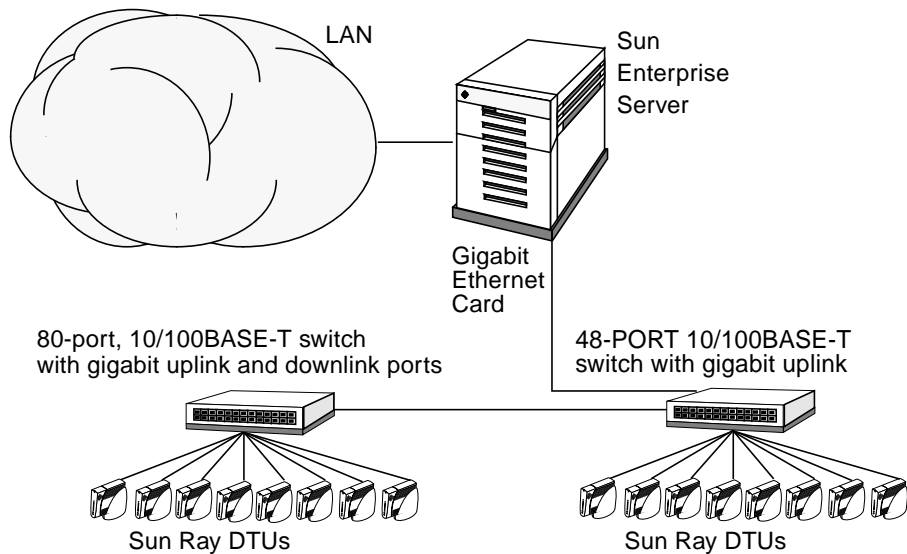 LAN
Sun
Enterprise
Server
Gigabit
Ethernet
Card
80-port, 10/100BASE-T switch
with gigabit uplink and downlink ports
48-PORT 10/100BASE-T
switch with gigabit uplink
Sun Ray DTUs
Sun Ray DTUs